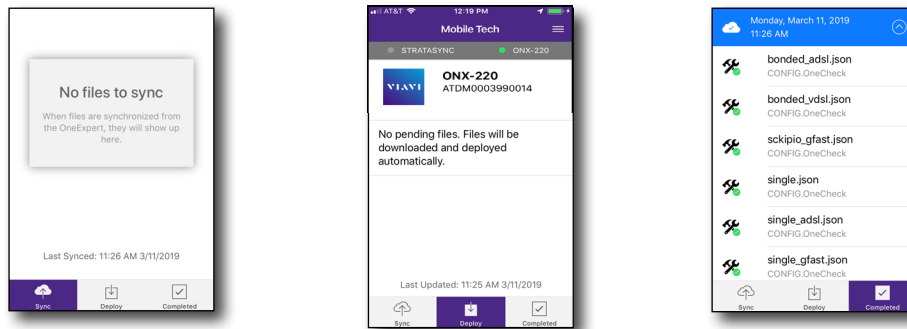 No files to sync
When files are synchronized from
the OneExpert, they will show up
here.
Last Synced: 11:26 AM 3/11/2019
Sync
Deploy
Completed
AT&T
12:19 PM
Mobile Tech
STRATASYNC
ONX-220
VIAVI
ONX-220
ATDM0003990014
No pending files. Files will be
downloaded and deployed
automatically.
Last Updated: 11:25 AM 3/11/2019
Sync
Deploy
Completed
Monday, March 11, 2019
11:26 AM
bonded_adsl.json
CONFIG.OneCheck
bonded_vdsl.json
CONFIG.OneCheck
sckipio_gfast.json
CONFIG.OneCheck
single.json
CONFIG.OneCheck
single_adsl.json
CONFIG.OneCheck
single_gfast.json
CONFIG.OneCheck
Sync
Deploy
Completed